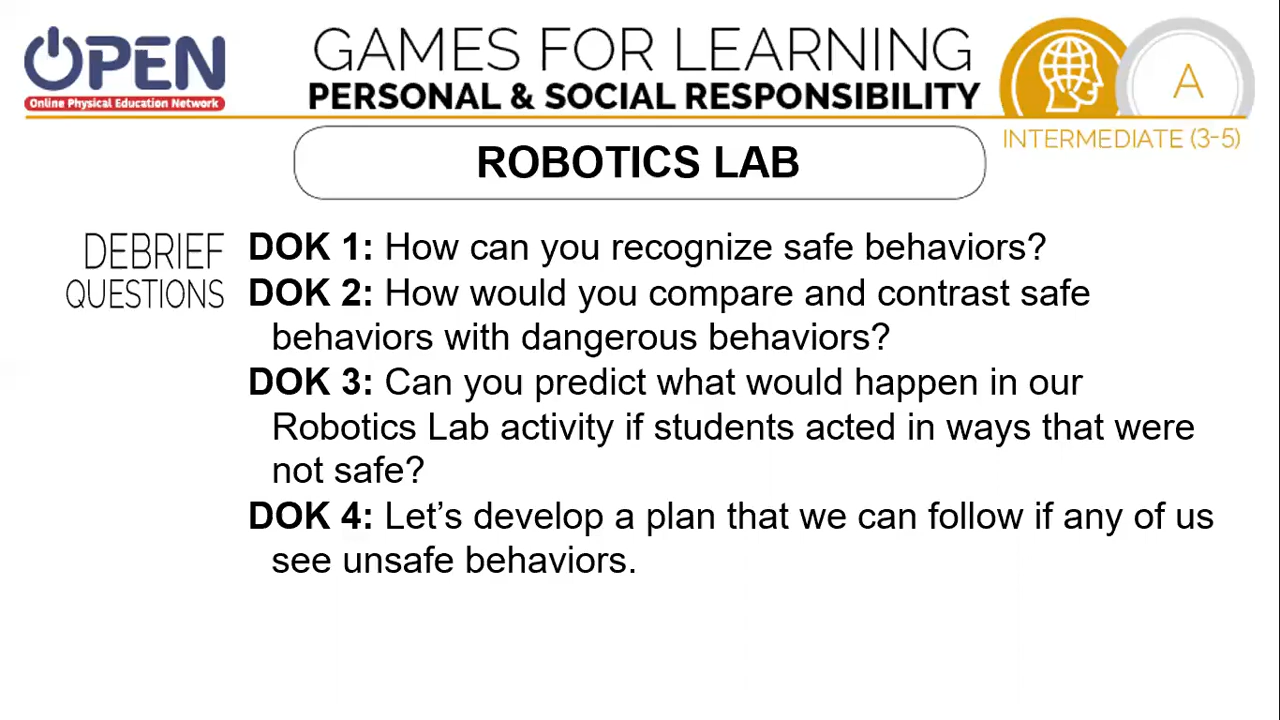 OPEN
Online Physical Education Network
GAMES FOR LEARNING
PERSONAL & SOCIAL RESPONSIBILITY
A
INTERMEDIATE (3-5)
ROBOTICS LAB
DEBRIEF
QUESTIONS
DOK 1: How can you recognize safe behaviors?
DOK 2: How would you compare and contrast safe
behaviors with dangerous behaviors?
DOK 3: Can you predict what would happen in our
Robotics Lab activity if students acted in ways that were
not safe?
DOK 4: Let’s develop a plan that we can follow if any of us
see unsafe behaviors.